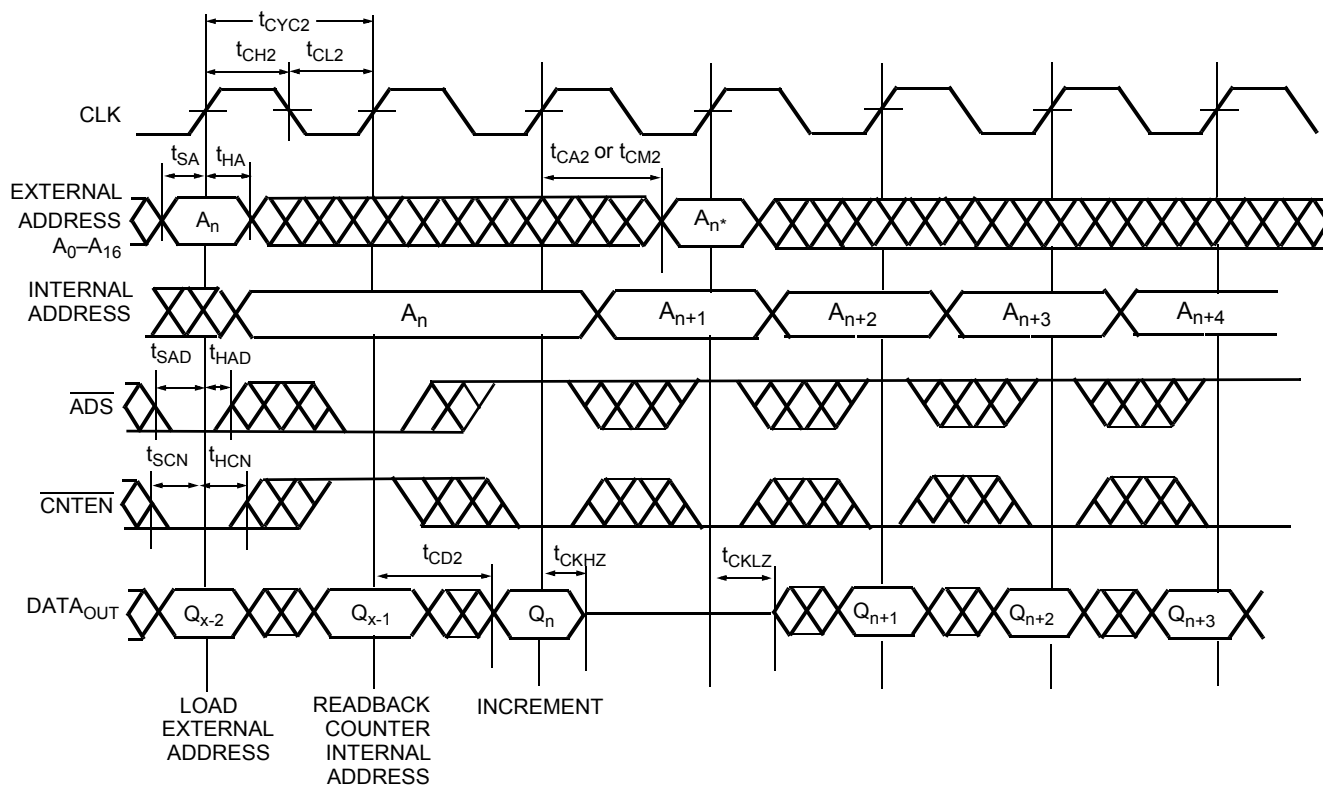 tCYC2
tCH2 tCL2
CLK
tSA tHA
tCA2 or tCM2
EXTERNAL
ADDRESS
A0–A16
An
An*
INTERNAL
ADDRESS
An
An+1
An+2
An+3
An+4
tSAD tHAD
ADS
tSCN tHCN
CNTEN
tCD2
tCKHZ
tCKLZ
DATAOUT
Qx-2
Qx-1
Qn
Qn+1
Qn+2
Qn+3
LOAD
EXTERNAL
ADDRESS
READBACK
COUNTER
INTERNAL
ADDRESS
INCREMENT